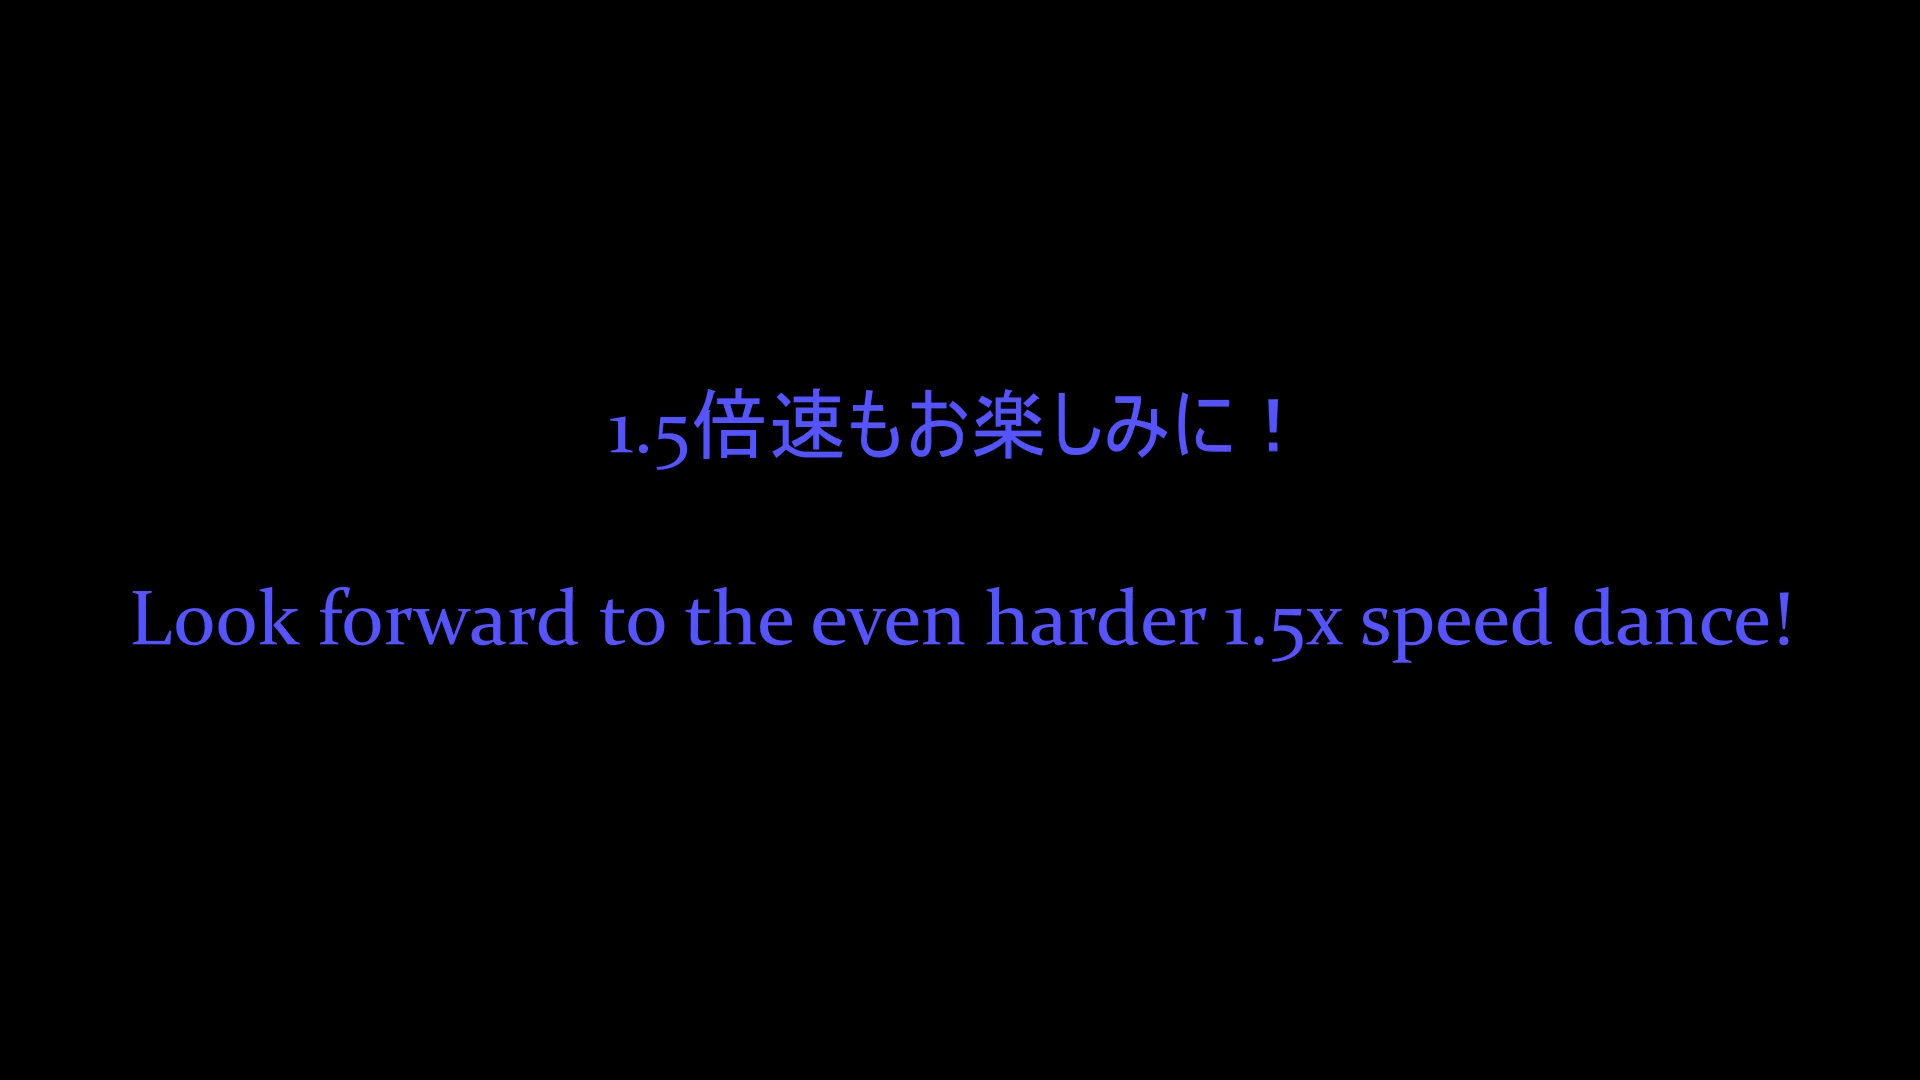 1.5倍速もお楽しみに！
Look forward to the even harder 1.5x speed dance!